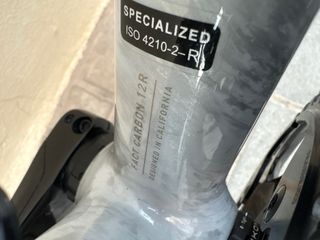 SPECIALIZED
ISO 4210-2-R
FACT CARBON 12R
DESIGNED IN CALIFORNIA